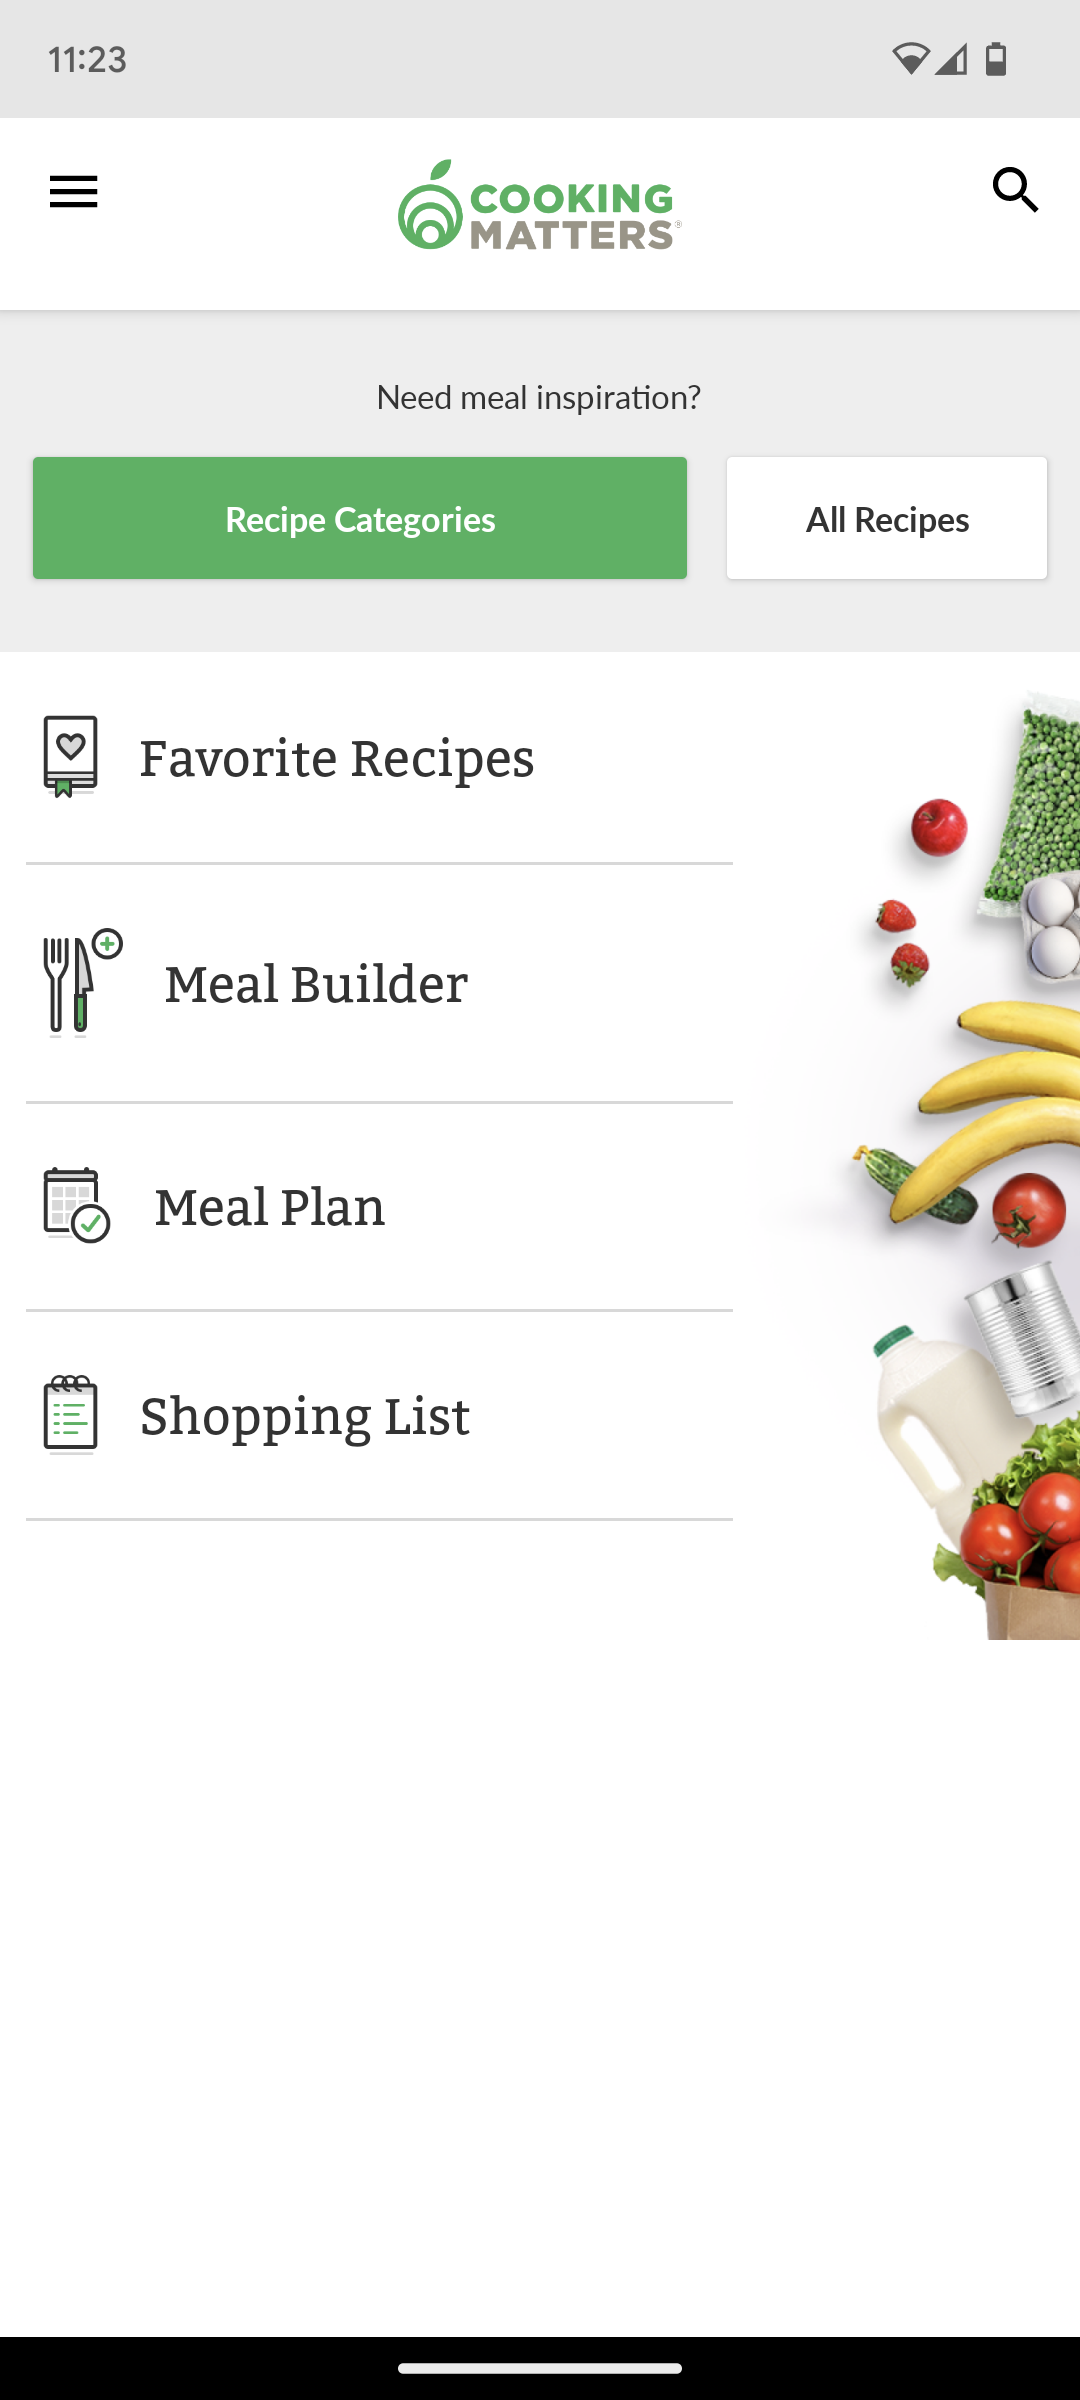 11:23
COOKING
MATTERS®
Need meal inspiration?
Recipe Categories
All Recipes
Favorite Recipes
Meal Builder
Meal Plan
Shopping List